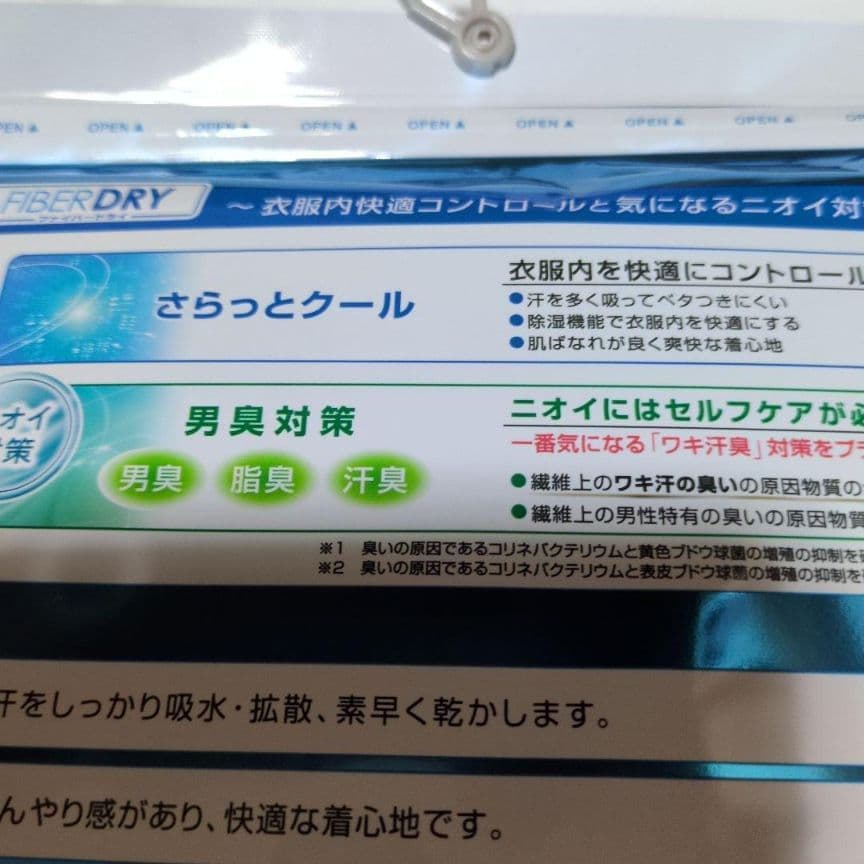 OPEN▲ OPEN▲ OPEN▲ OPEN▲ OPEN▲ OPEN▲ OPEN▲
FIBERDRY
ファイバードライ
～衣服内快適コントロールと気になるニオイ対
さらっとクール
衣服内を快適にコントロール
●汗を多く吸ってベタつきにくい
●除湿機能で衣服内を快適にする
●肌ばなれが良く爽快な着心地
オイ
策
男臭対策
男臭 脂臭 汗臭
ニオイにはセルフケアが必
一番気になる「ワキ汗臭」対策をプラ
●繊維上のワキ汗の臭いの原因物質の
●繊維上の男性特有の臭いの原因物質
※1 臭いの原因であるコリネバクテリウムと黄色ブドウ球菌の増殖の抑制を
※2 臭いの原因であるコリネバクテリウムと表皮ブドウ球菌の増殖の抑制を
汗をしっかり吸水・拡散、素早く乾かします。
んやり感があり、快適な着心地です。